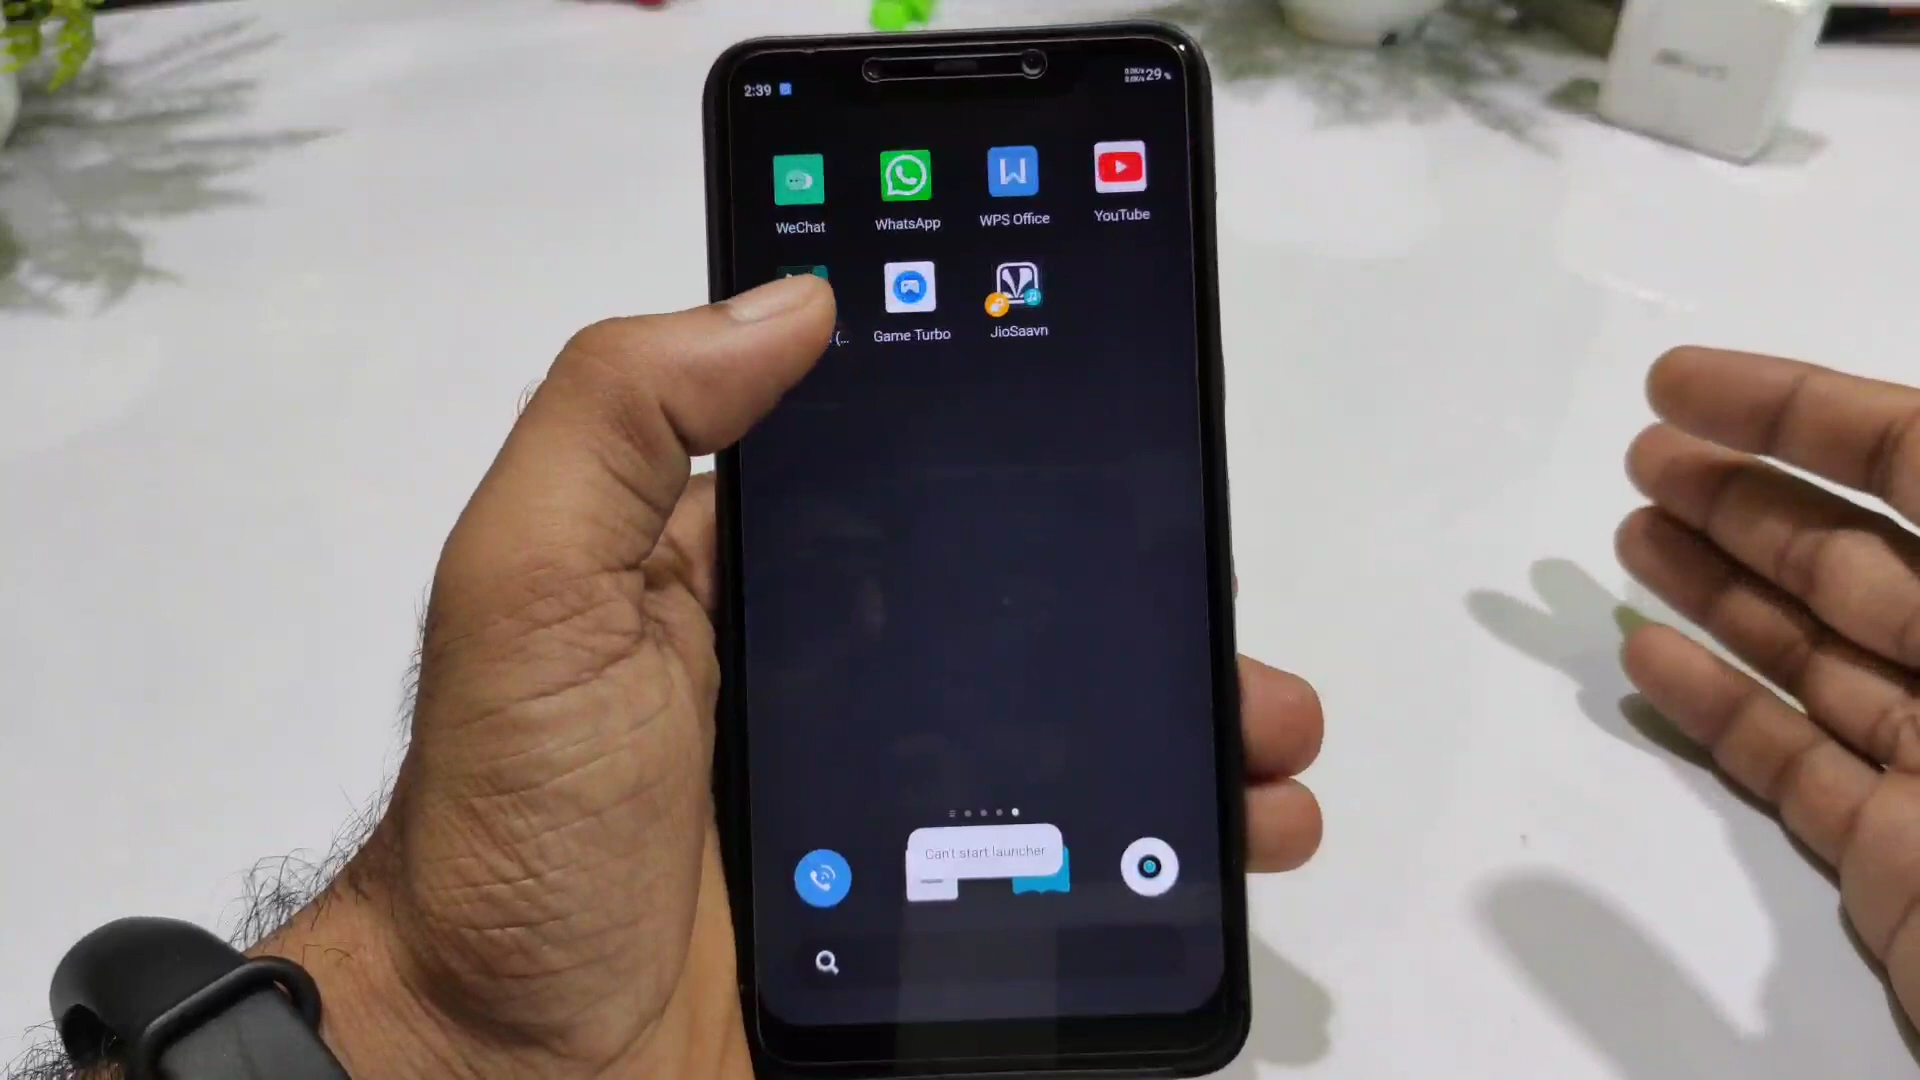 2:39
29
WeChat
WhatsApp
WPS Office
YouTube
(...
Game Turbo
JioSaavn
Can't start launcher